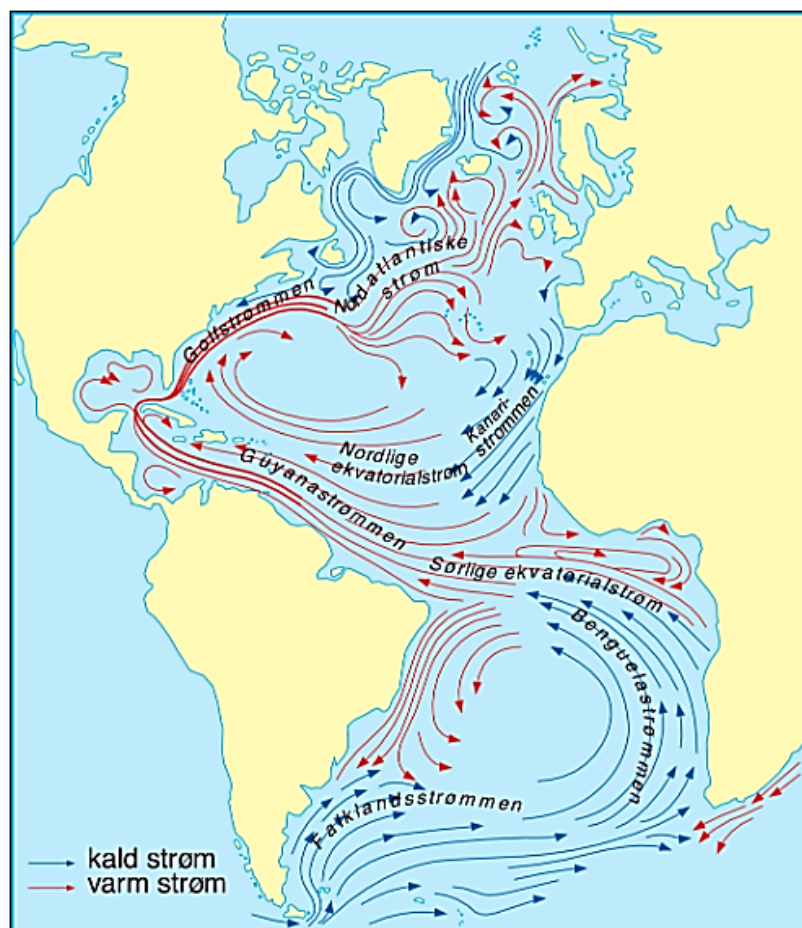 Golfstrømmen
Nordatlantiske
strøm
Kanari-
strømmen
Nordlige
ekvatorialstrøm
Guyanastrømmen
Sørlige ekvatorialstrøm
Benguelastrømmen
Falklandsstrømmen
kald strøm
varm strøm